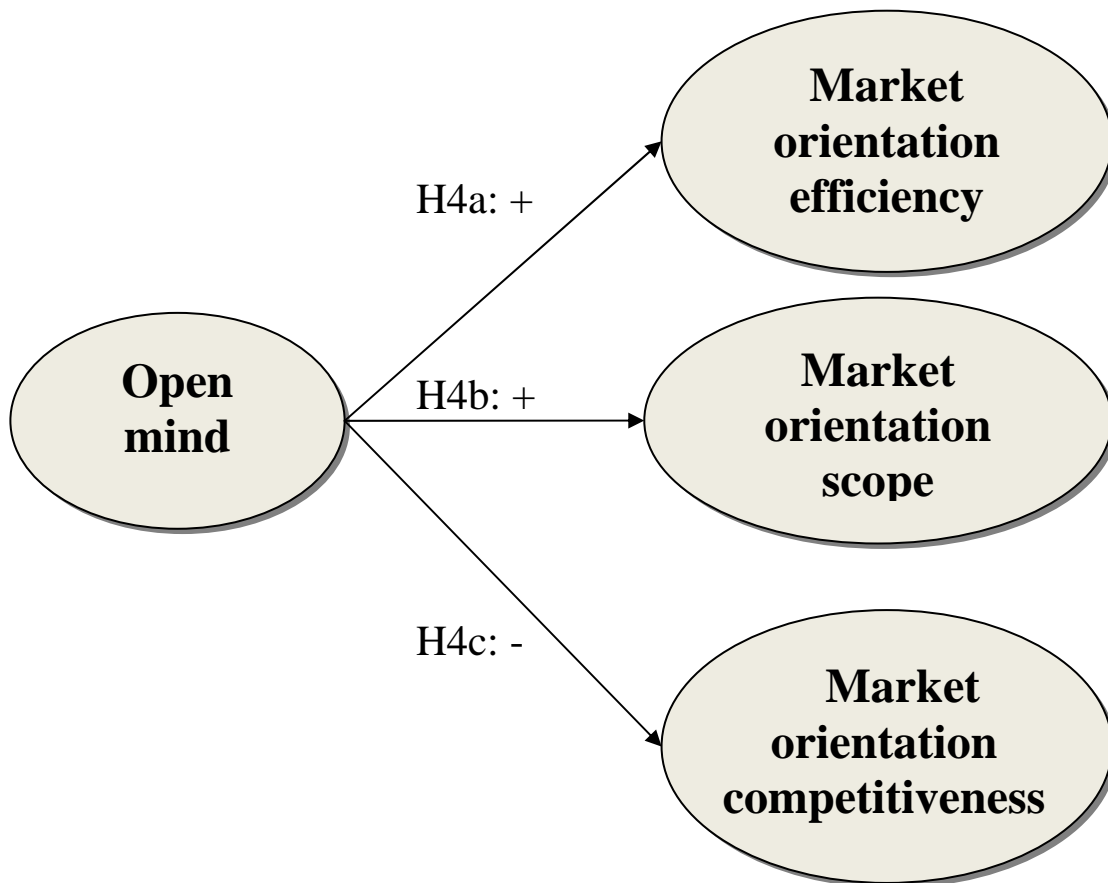 Market
orientation
efficiency
H4a: +
Open
mind
H4b: +
Market
orientation
scope
H4c: -
Market
orientation
competitiveness